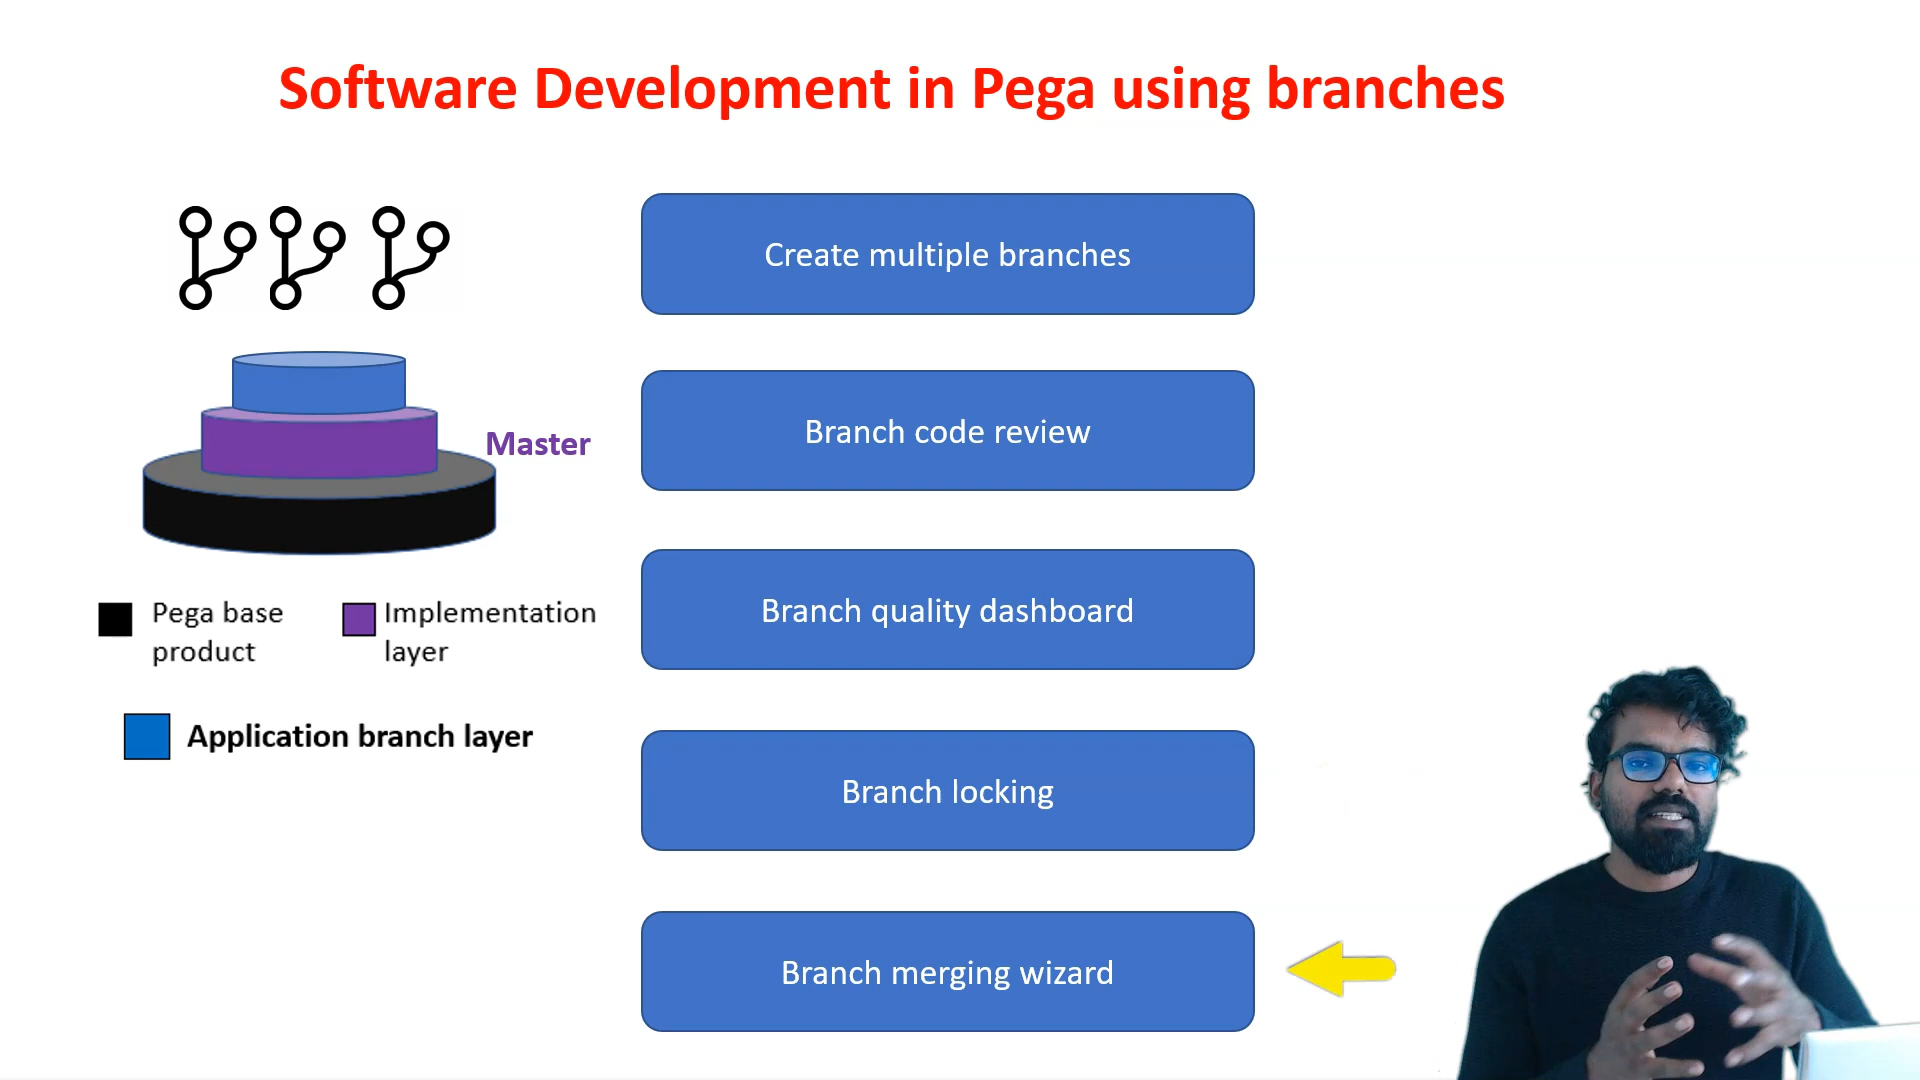 Software Development in Pega using branches
Create multiple branches
Branch code review
Master
Branch quality dashboard
Pega base
product
Implementation
layer
Application branch layer
Branch locking
Branch merging wizard